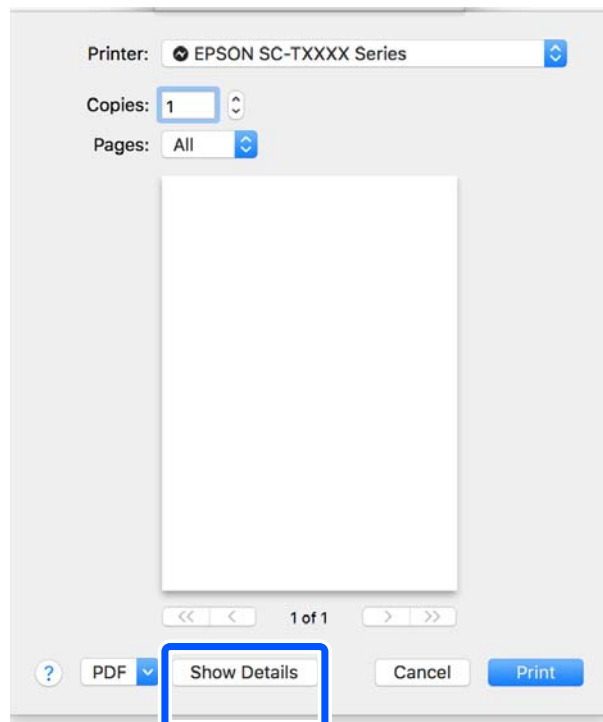 Printer: EPSON SC-TXXXX Series
Copies: 1
Pages: All
<< < 1 of 1 > >>
? PDF Show Details Cancel Print